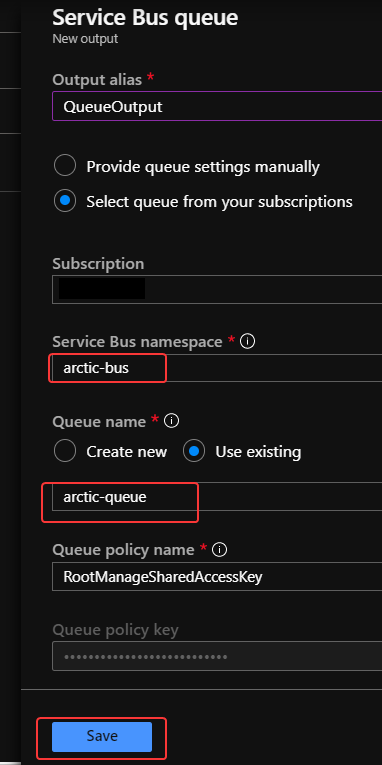 Service Bus queue
New output
Output alias *
QueueOutput
Provide queue settings manually
Select queue from your subscriptions
Subscription
Service Bus namespace *
arctic-bus
Queue name *
Create new
Use existing
arctic-queue
Queue policy name *
RootManageSharedAccessKey
Queue policy key
Save